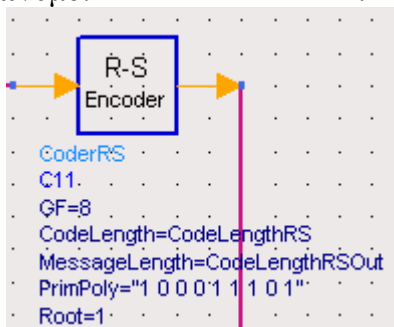 R-S
Encoder
CoderRS
C11
GF=8
CodeLength=CodeLengthRS
MessageLength=CodeLengthRSOut
PrimPoly="1 0 0 0 1 1 1 0 1"
Root=1